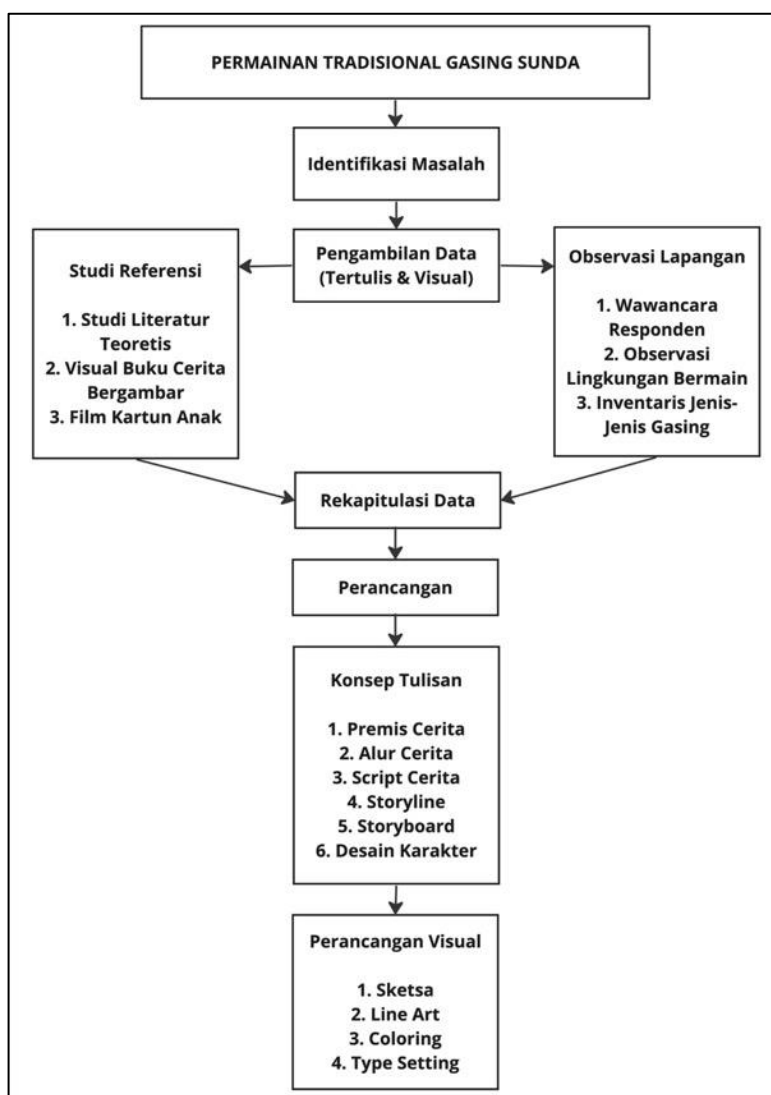 PERMAINAN TRADISIONAL GASING SUNDA
Identifikasi Masalah
Pengambilan Data
(Tertulis & Visual)
Studi Referensi
1. Studi Literatur
Teoretis
2. Visual Buku Cerita
Bergambar
3. Film Kartun Anak
Observasi Lapangan
1. Wawancara
Responden
2. Observasi
Lingkungan Bermain
3. Inventaris Jenis-
Jenis Gasing
Rekapitulasi Data
Perancangan
Konsep Tulisan
1. Premis Cerita
2. Alur Cerita
3. Script Cerita
4. Storyline
5. Storyboard
6. Desain Karakter
Perancangan Visual
1. Sketsa
2. Line Art
3. Coloring
4. Type Setting